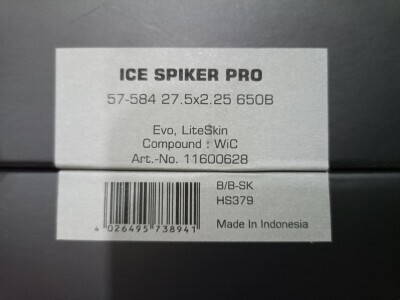 ICE SPIKER PRO
57-584 27.5x2.25 650B
Evo, LiteSkin
Compound : WiC
Art.-No. 11600628
B/B-SK
HS379
Made In Indonesia
4 026495 738941